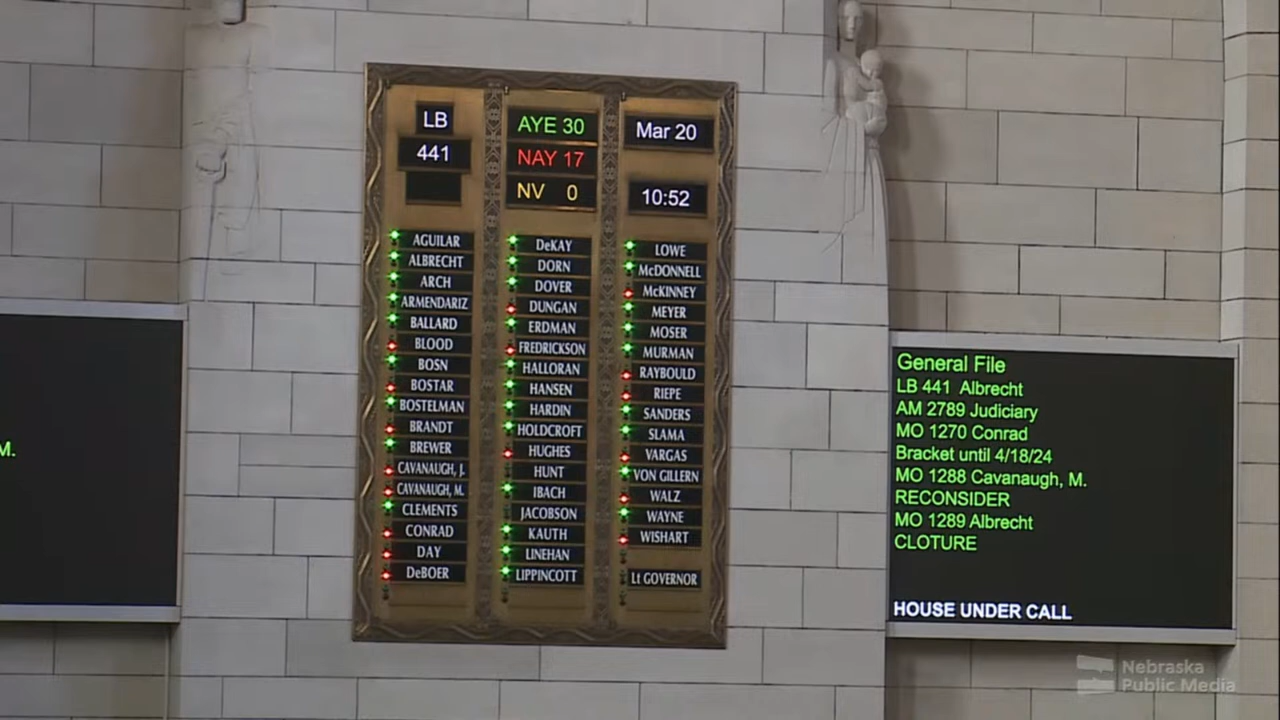 LB
441
AYE 30
NAY 17
NV 0
Mar 20
10:52
AGUILAR
ALBRECHT
ARCH
ARMENDARIZ
BALLARD
BLOOD
BOSN
BOSTAR
BOSTELMAN
BRANDT
BREWER
CAVANAUGH, J.
CAVANAUGH, M.
CLEMENTS
CONRAD
DAY
DeBOER
DeKAY
DORN
DOVER
DUNGAN
ERDMAN
FREDRICKSON
HALLORAN
HANSEN
HARDIN
HOLDCROFT
HUGHES
HUNT
IBACH
JACOBSON
KAUTH
LINEHAN
LIPPINCOTT
LOWE
McDONNELL
McKINNEY
MEYER
MOSER
MURMAN
RAYBOULD
RIEPE
SANDERS
SLAMA
VARGAS
VON GILLERN
WALZ
WAYNE
WISHART
Lt GOVERNOR
M.
General File
LB 441 Albrecht
AM 2789 Judiciary
MO 1270 Conrad
Bracket until 4/18/24
MO 1288 Cavanaugh, M.
RECONSIDER
MO 1289 Albrecht
CLOTURE
HOUSE UNDER CALL
Nebraska
Public Media